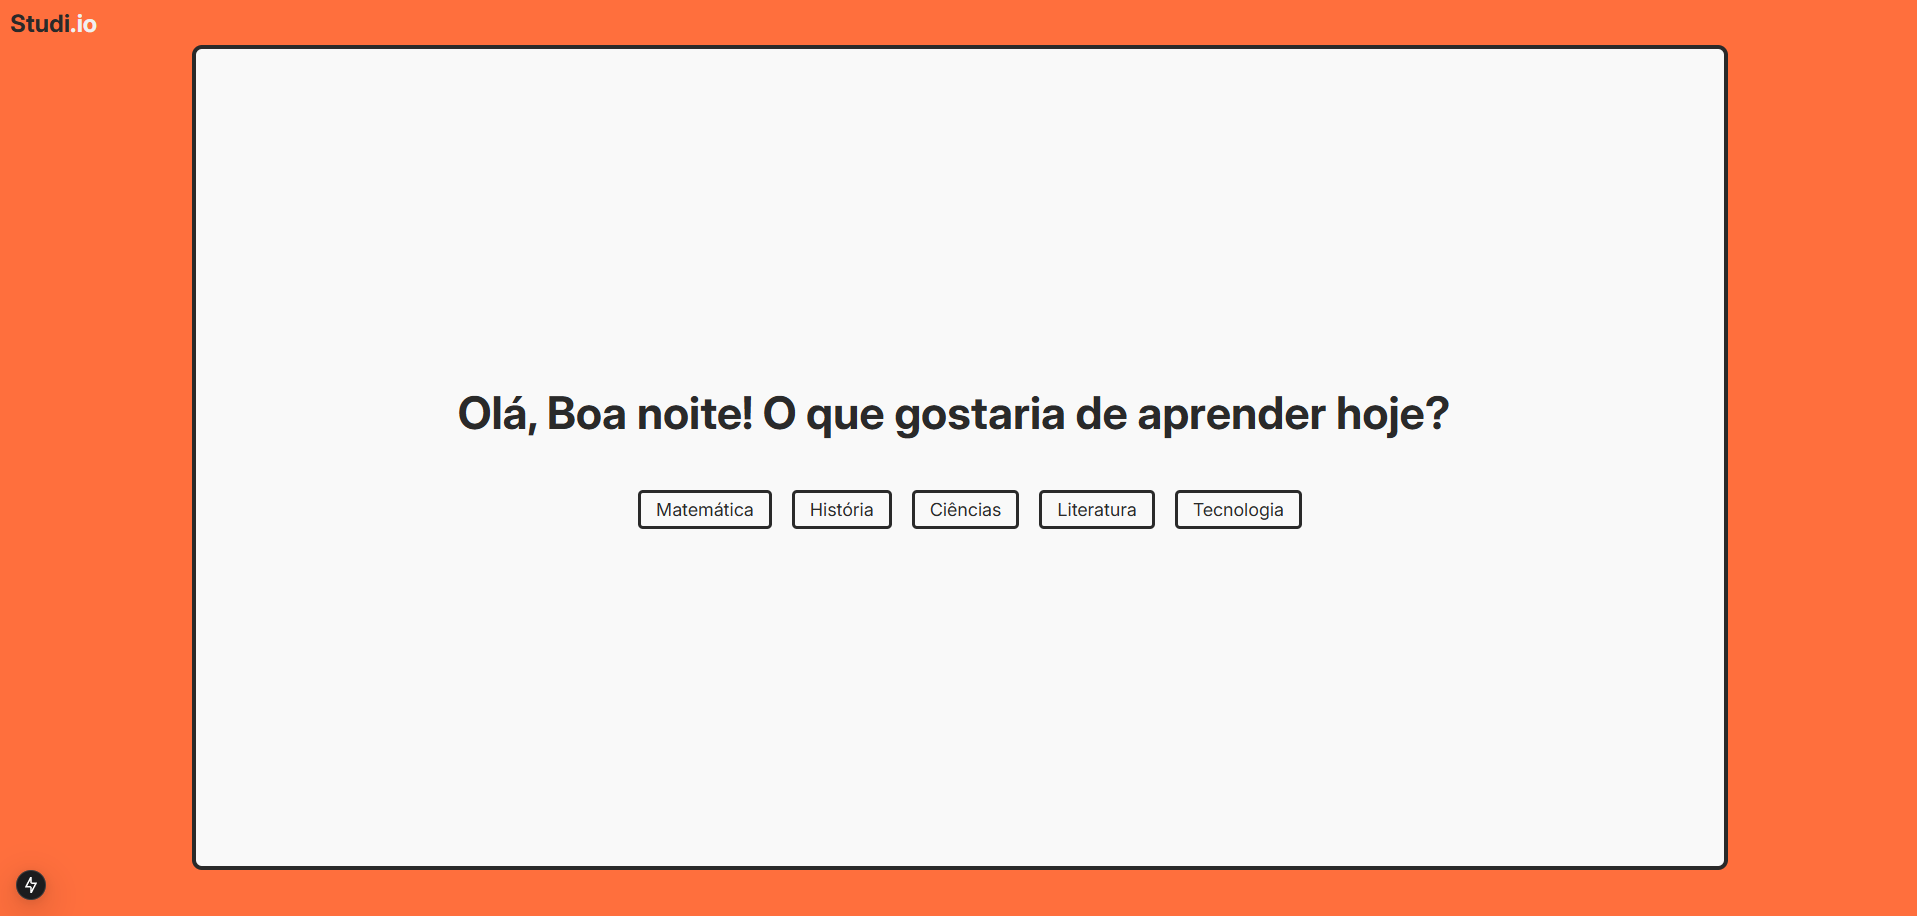 Studi.io
Olá, Boa noite! O que gostaria de aprender hoje?
Matemática História Ciências Literatura Tecnologia